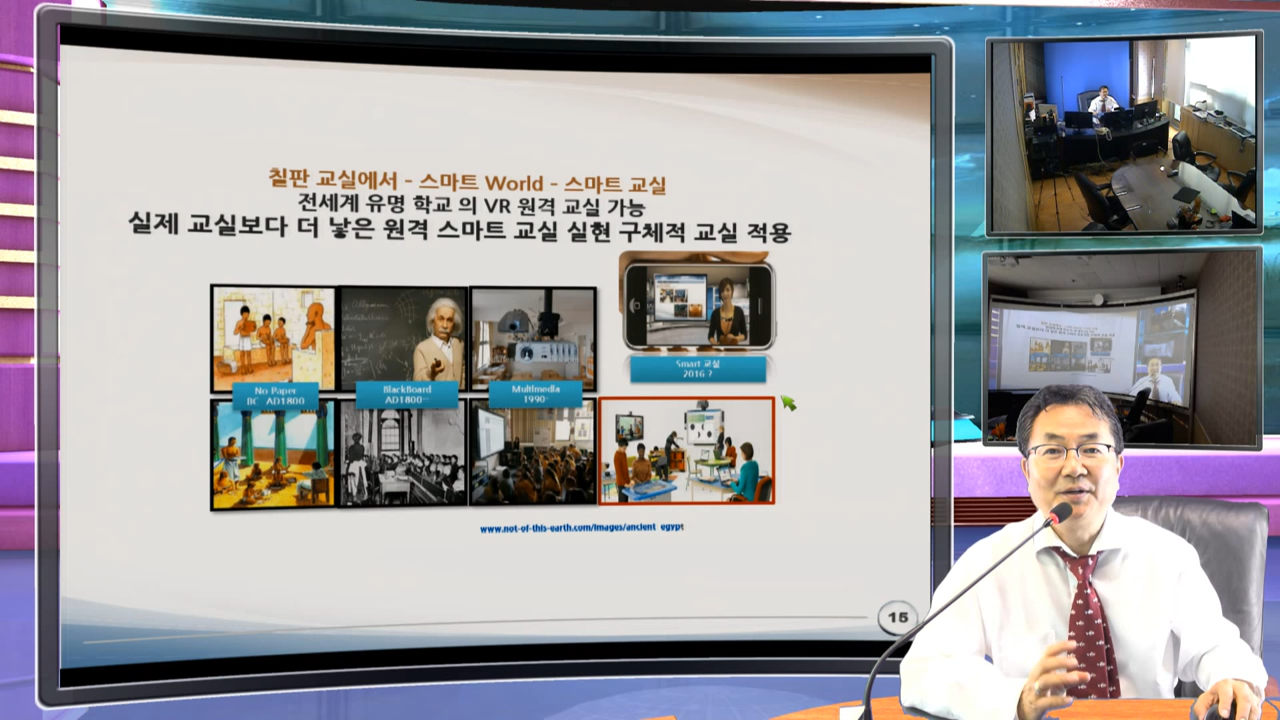 칠판 교실에서 - 스마트 World - 스마트 교실
전세계 유명 학교 의 VR 원격 교실 가능
실제 교실보다 더 낳은 원격 스마트 교실 실현 구체적 교실 적용
Smart 교실
2016 ?
No Paper
BC AD1800
BlackBoard
AD1800~
Multimedia
1990~
www.not-of-this-earth.com/images/ancient_egypt
15